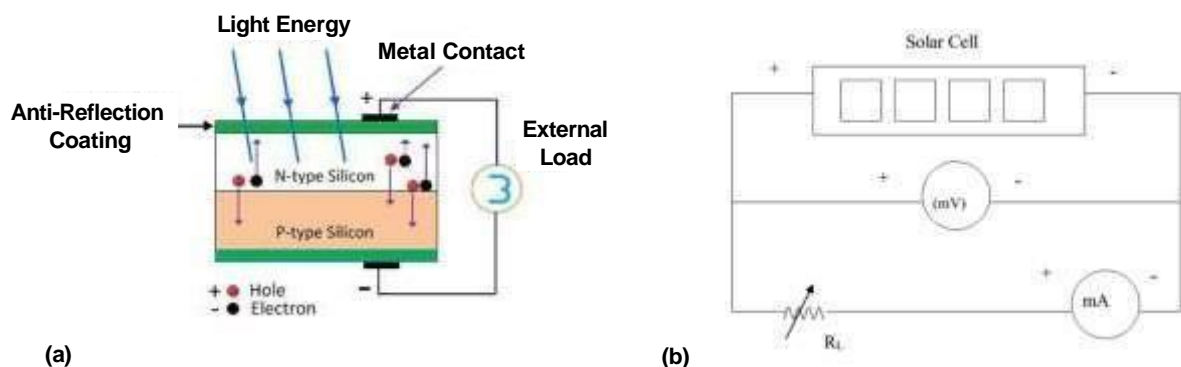 Light Energy
Metal Contact
Anti-Reflection
Coating
+
External
Load
N-type Silicon
P-type Silicon
-
+ Hole
- Electron
(a)
Solar Cell
+ -
+ (mV) -
+ mA -
RL
(b)